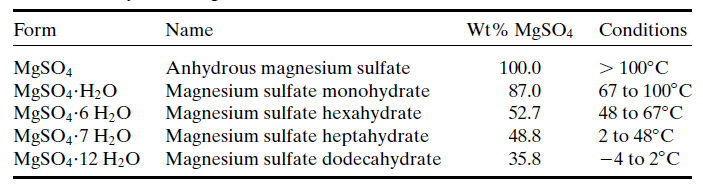 Form Name Wt% MgSO₄ Conditions
MgSO₄ Anhydrous magnesium sulfate 100.0 > 100°C
MgSO₄·H₂O Magnesium sulfate monohydrate 87.0 67 to 100°C
MgSO₄·6 H₂O Magnesium sulfate hexahydrate 52.7 48 to 67°C
MgSO₄·7 H₂O Magnesium sulfate heptahydrate 48.8 2 to 48°C
MgSO₄·12 H₂O Magnesium sulfate dodecahydrate 35.8 −4 to 2°C